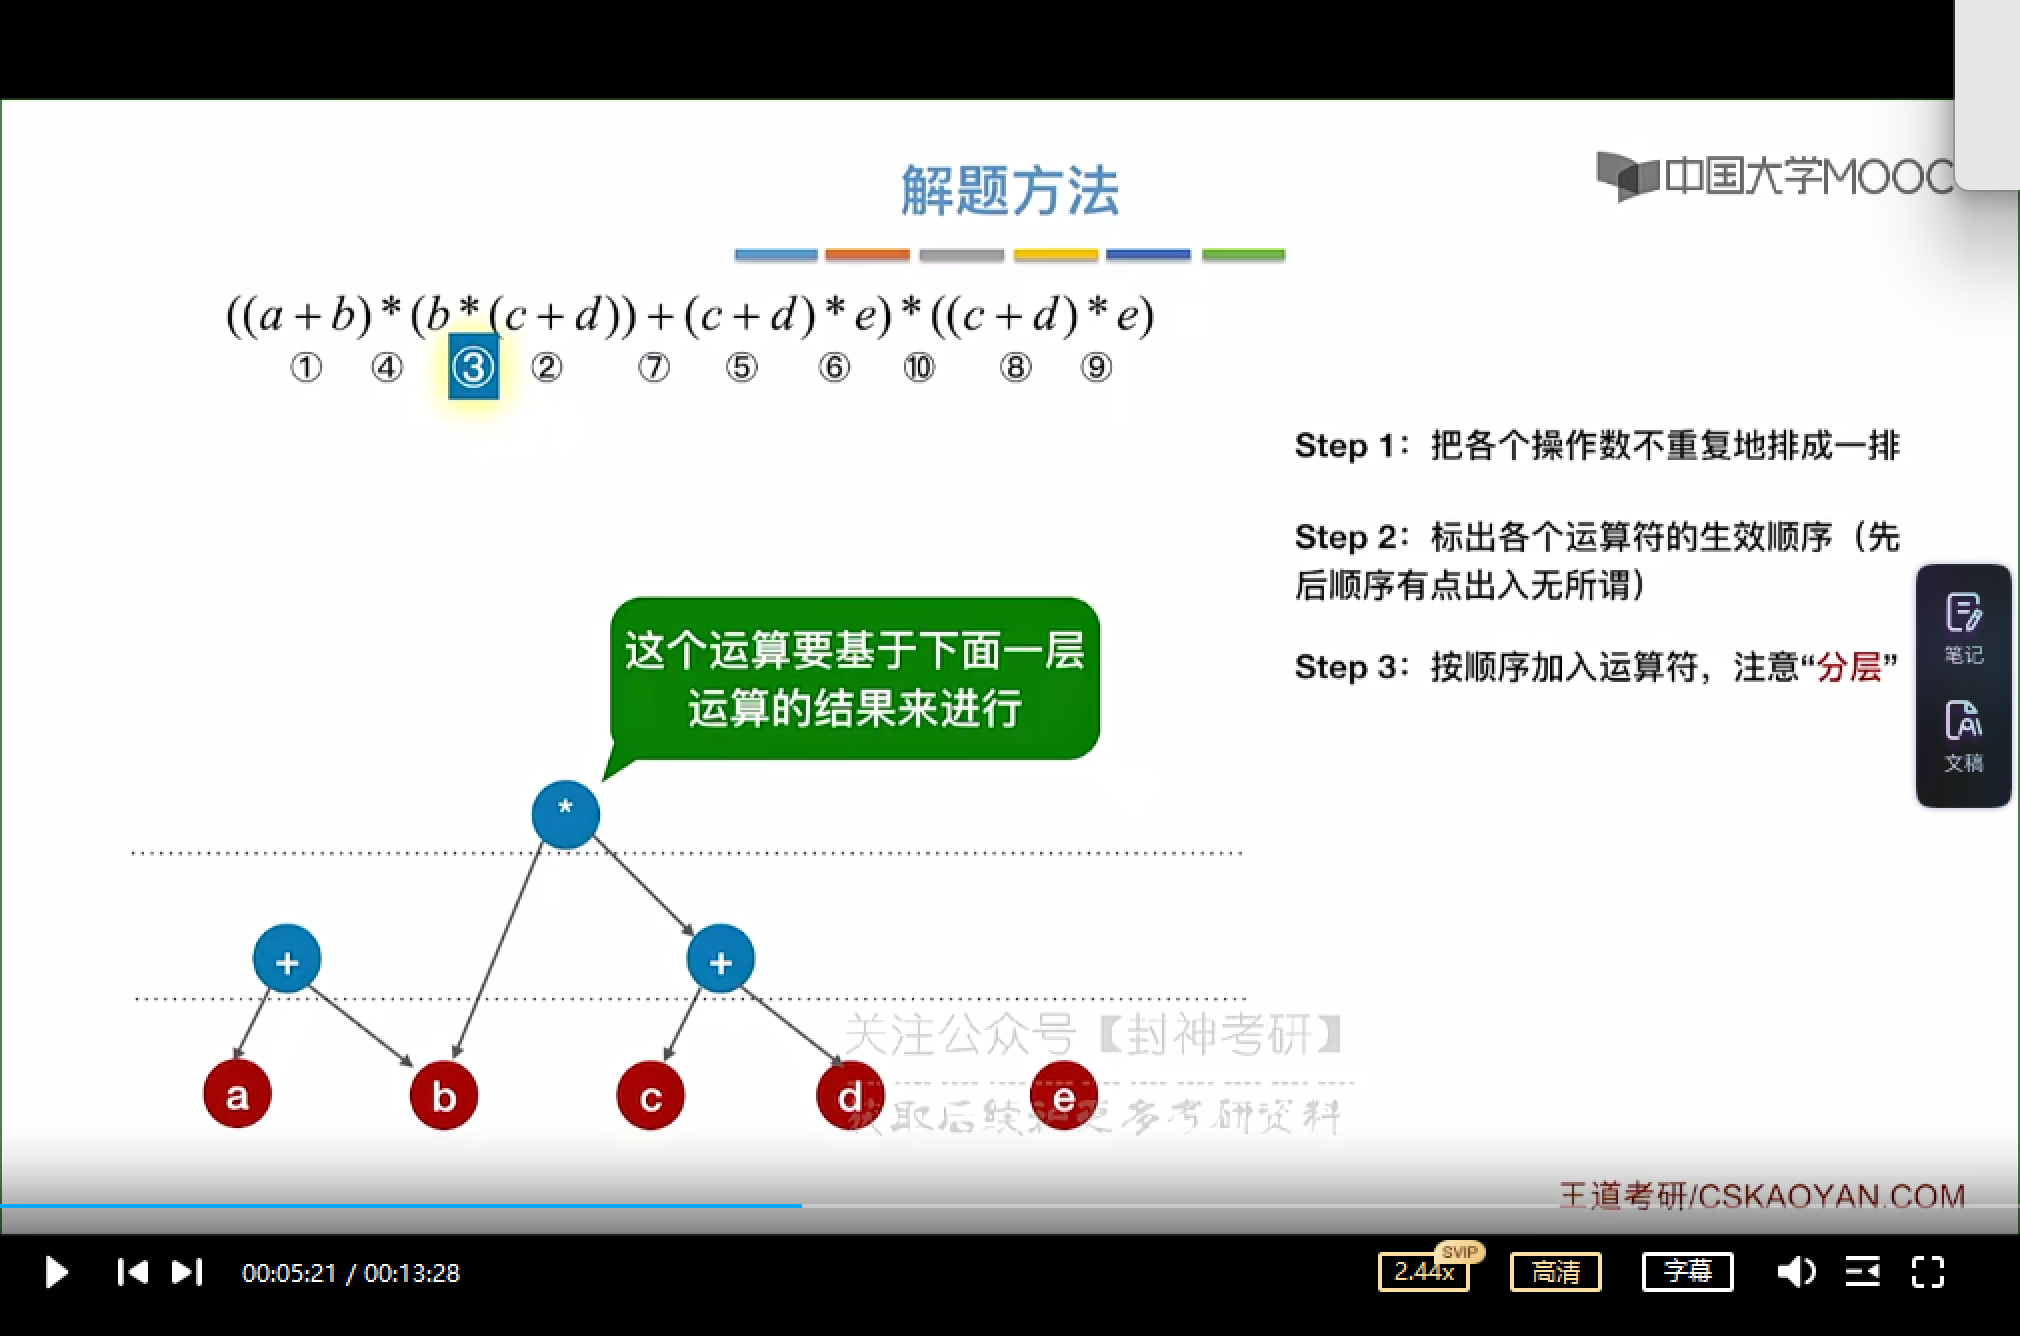 解题方法
中国大学MOOC
((a+b)*(b*(c+d))+(c+d)*e)*((c+d)*e)
① ④ ③ ② ⑦ ⑤ ⑥ ⑩ ⑧ ⑨
Step 1：把各个操作数不重复地排成一排
Step 2：标出各个运算符的生效顺序（先
后顺序有点出入无所谓）
Step 3：按顺序加入运算符，注意“分层”
笔记
文稿
这个运算要基于下面一层
运算的结果来进行
*
+ +
a b c d e
关注公众号【封神考研】
获取后续和更多考研资料
王道考研/CSKAOYAN.COM
00:05:21 / 00:13:28
2.44x
SVIP
高清
字幕